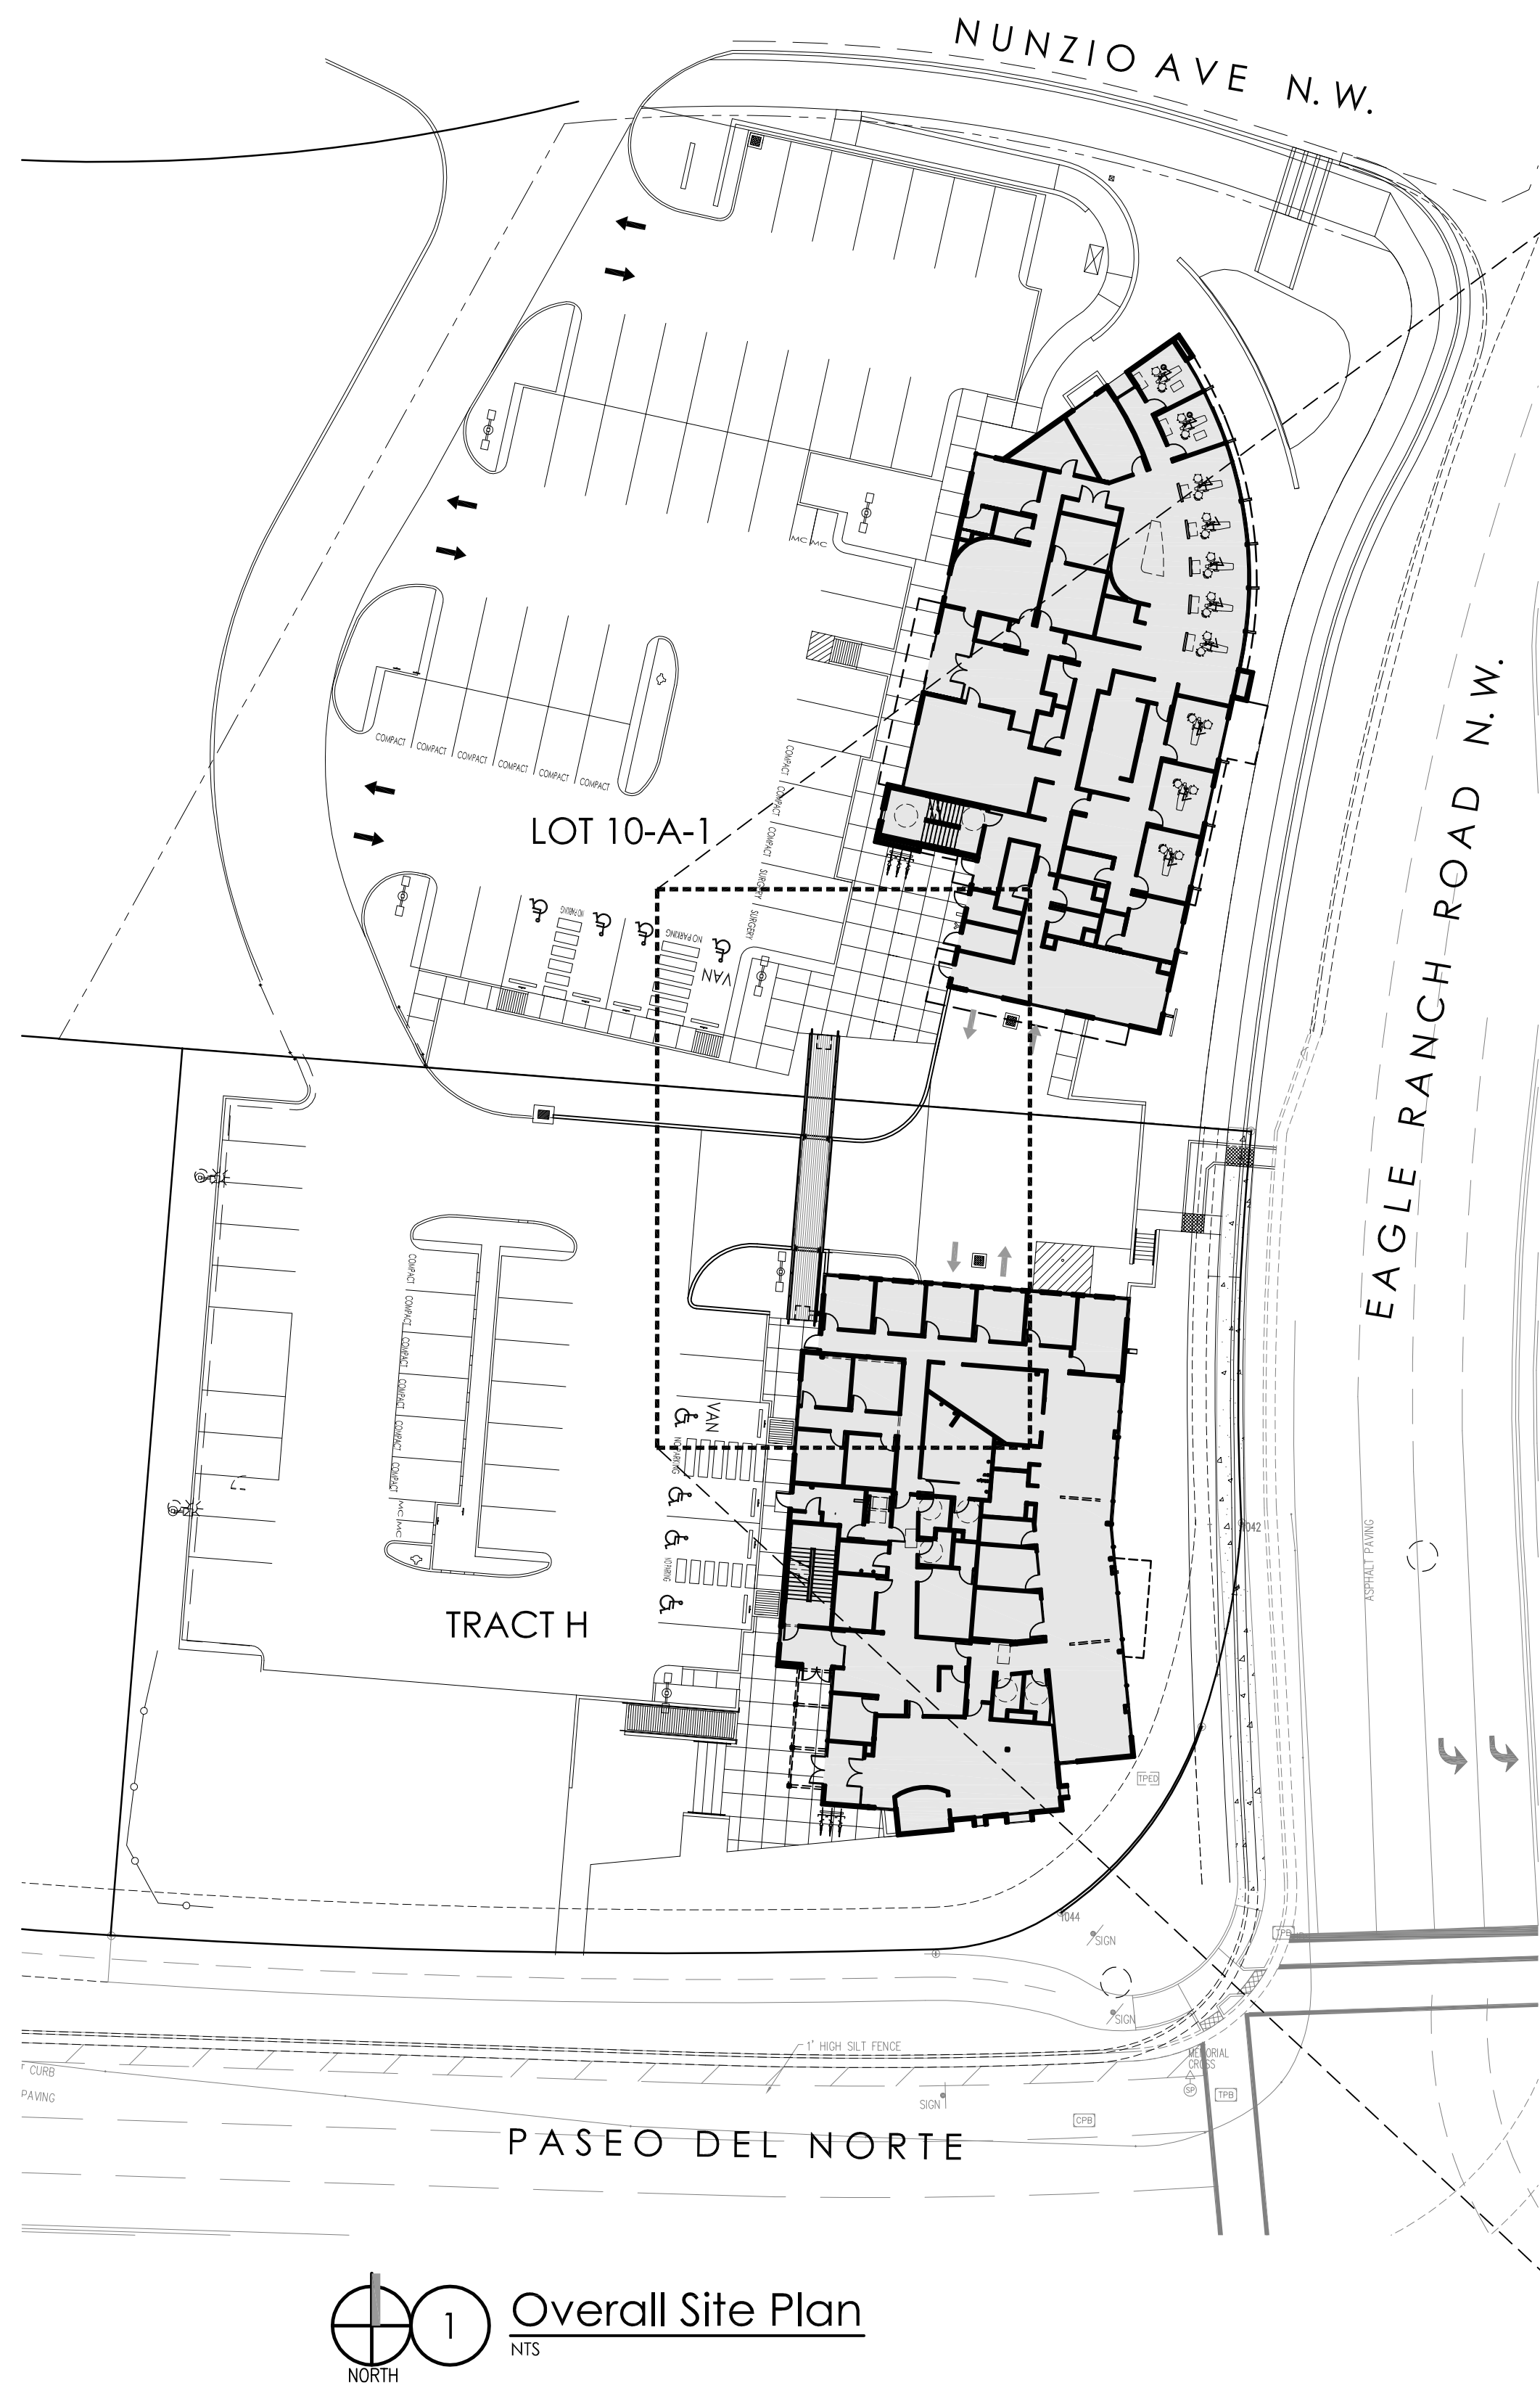 NUNZIO AVE N.W.
MC MC
COMPACT
COMPACT
COMPACT
COMPACT
COMPACT
COMPACT
COMPACT
COMPACT
COMPACT
SURGERY
SURGERY
LOT 10-A-1
NO PARKING
NO PARKING
VAN
EAGLE RANCH ROAD N.W.
COMPACT
COMPACT
COMPACT
COMPACT
COMPACT
COMPACT
MC MC
VAN
NO PARKING
NO PARKING
TRACT H
1042
ASPHALT PAVING
TPED
1044
SIGN
TPB
SIGN
1' HIGH SILT FENCE
MEMORIAL
CROSS
SP
TPB
CURB
PAVING
SIGN
CPB
PASEO DEL NORTE
1
Overall Site Plan
NTS
NORTH